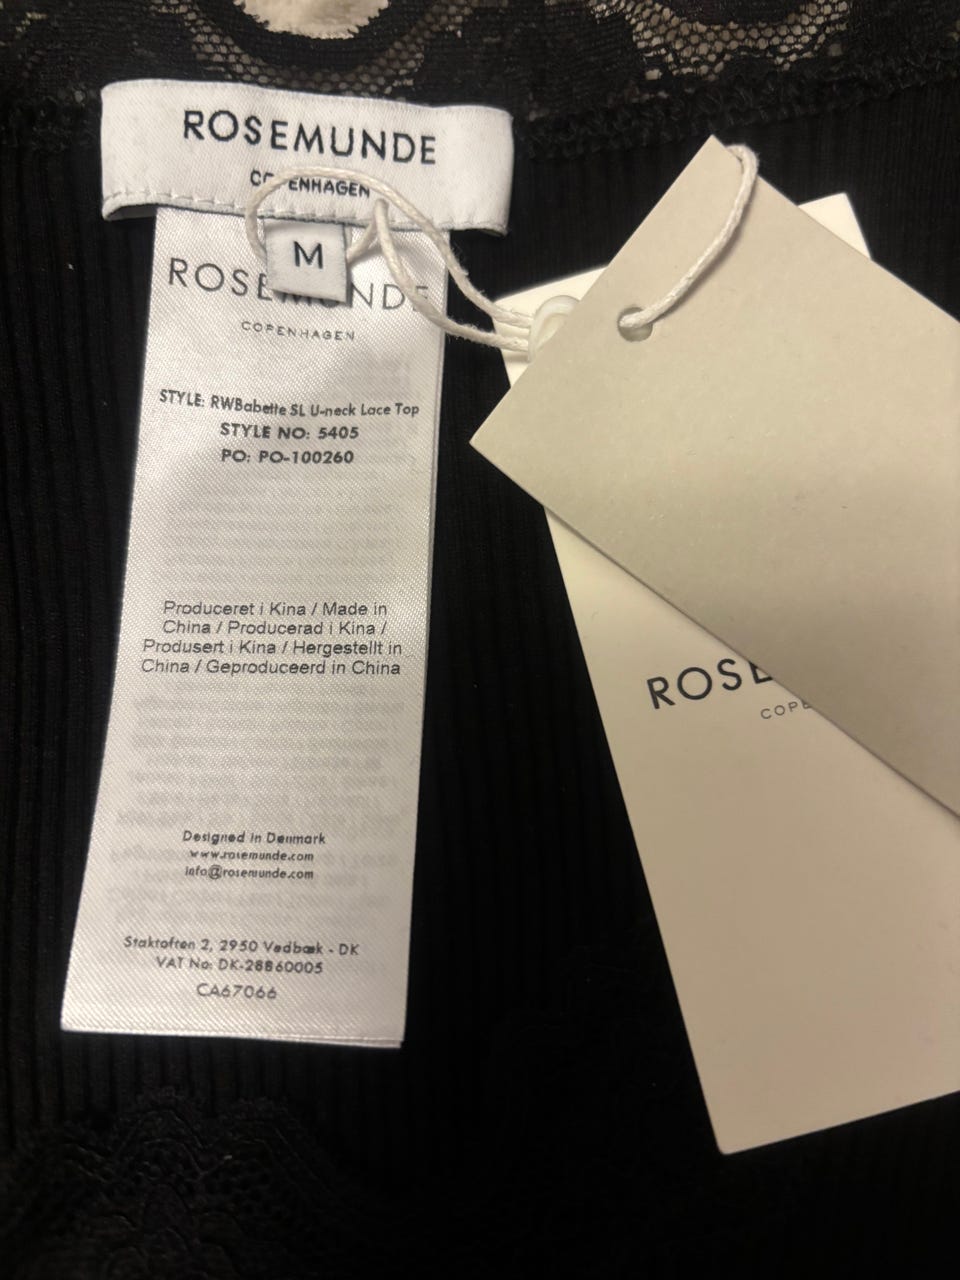 ROSEMUNDE
COPENHAGEN
M
ROSEMUNDE
COPENHAGEN
STYLE: RWBabette SL U-neck Lace Top
STYLE NO: 5405
PO: PO-100260
Produceret i Kina / Made in
China / Producerad i Kina /
Produsert i Kina / Hergestellt in
China / Geproduceerd in China
Designed in Denmark
www.rosemunde.com
info@rosemunde.com
Staktoften 2, 2950 Vedbæk - DK
VAT No: DK-28860005
CA67066
ROSE
COPE